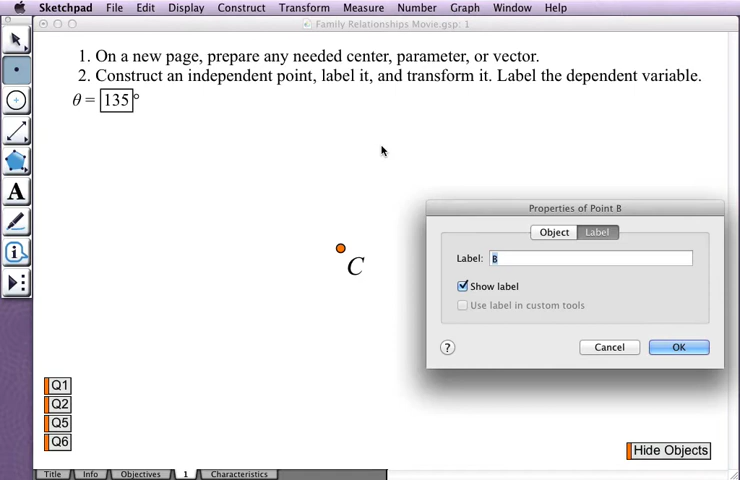 Sketchpad File Edit Display Construct Transform Measure Number Graph Window Help
Family Relationships Movie.gsp: 1
1. On a new page, prepare any needed center, parameter, or vector.
2. Construct an independent point, label it, and transform it. Label the dependent variable.
θ = 135°
Properties of Point B
Object Label
Label: B
Show label
Use label in custom tools
? Cancel OK
C
A
i
Q1
Q2
Q5
Q6
Hide Objects
Title Info Objectives 1 Characteristics